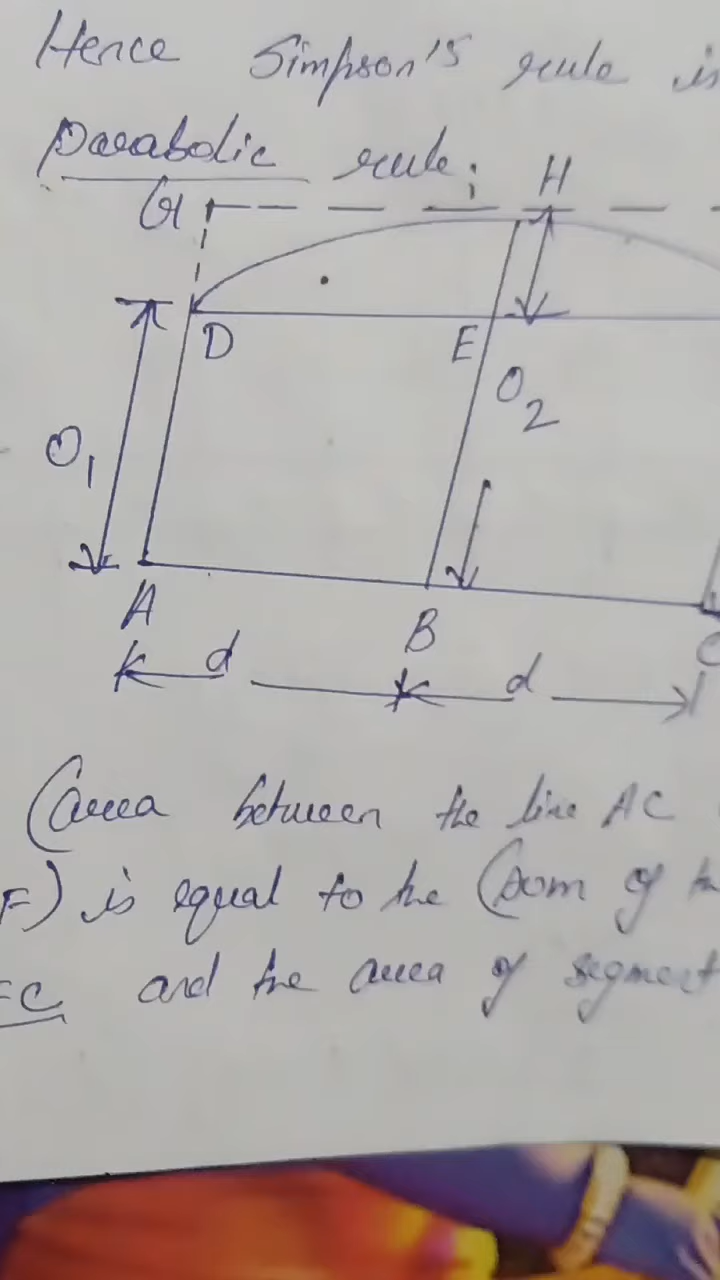 Hence Simpson's rule is
parabolic rule.
G H
D E
O1 O2
A B C
d d
(area between the line AC
F) is equal to the (Sum of
FC and the area of segment